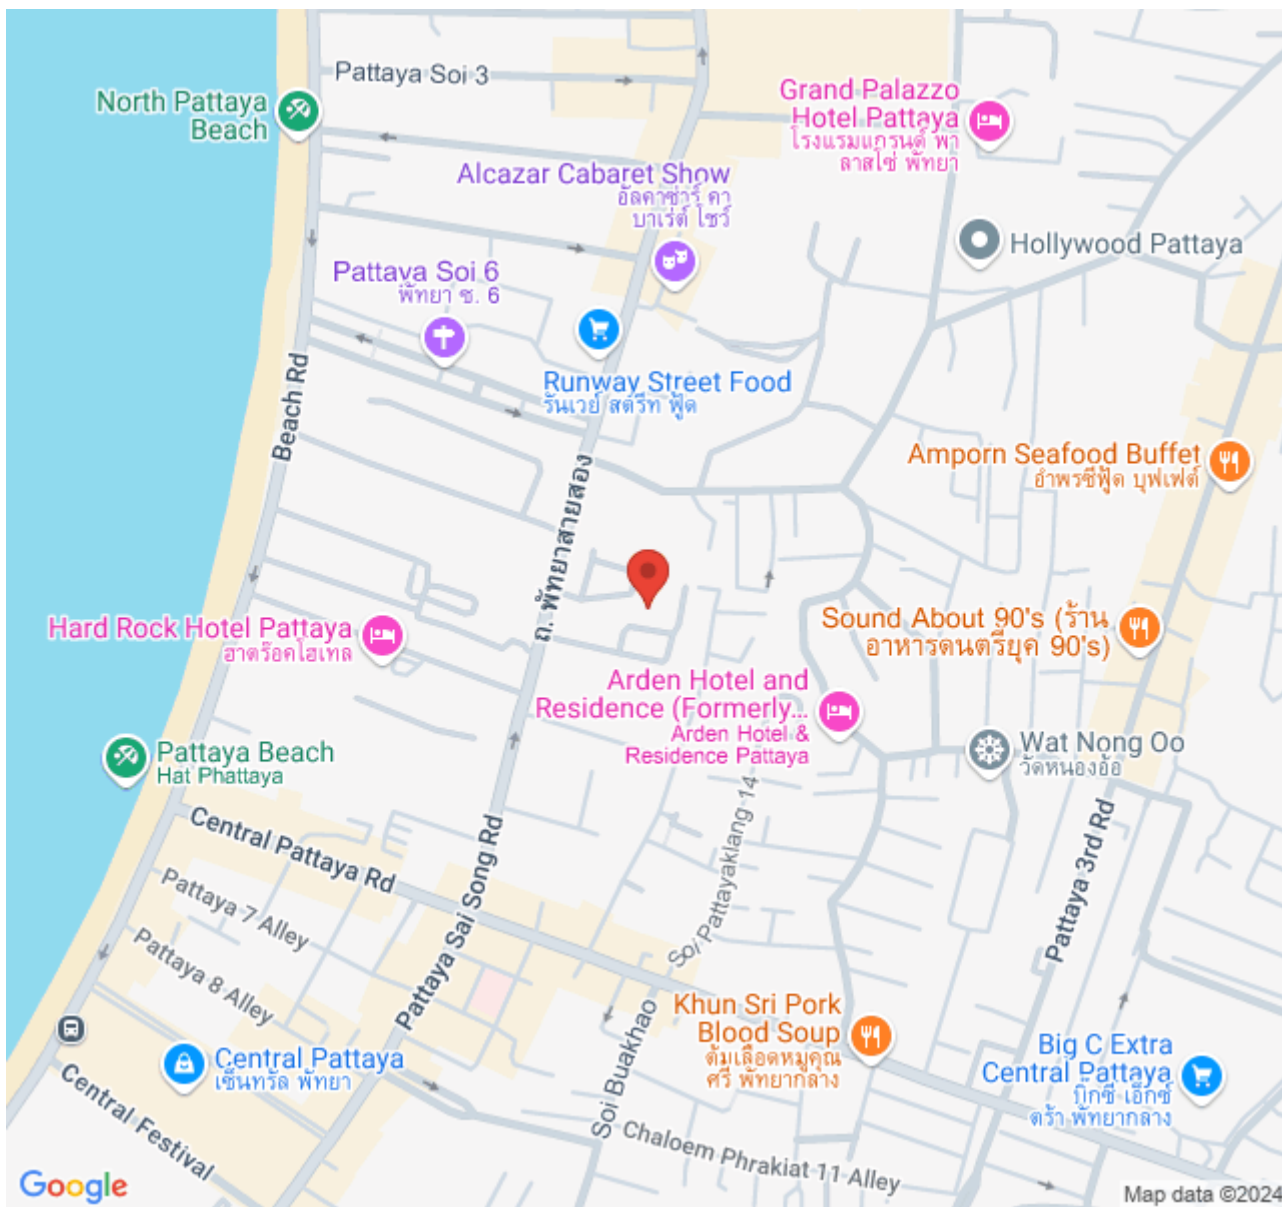 Pattaya Soi 3
North Pattaya
Beach
Grand Palazzo
Hotel Pattaya
โรงแรมแกรนด์ พา
ลาสโซ่ พัทยา
Alcazar Cabaret Show
อัลคาซ่าร์ คา
บาเร่ต์ โชว์
Hollywood Pattaya
Pattaya Soi 6
พัทยา ซ. 6
Beach Rd
Runway Street Food
รันเวย์ สตรีท ฟู้ด
Amporn Seafood Buffet
อำพรซีฟู้ด บุฟเฟต์
ถ. พัทยาสายสอง
Hard Rock Hotel Pattaya
ฮาดร็อคโฮเทล
Sound About 90's (ร้าน
อาหารดนตรียุค 90's)
Arden Hotel and
Residence (Formerly...
Arden Hotel &
Residence Pattaya
Pattaya Beach
Hat Phattaya
Wat Nong Oo
วัดหนองอ้อ
Central Pattaya Rd
Pattaya Sai Song Rd
Soi Pattayaklang 14
Pattaya 3rd Rd
Pattaya 7 Alley
Pattaya 8 Alley
Khun Sri Pork
Blood Soup
ต้มเลือดหมูคุณ
ศรี พัทยากลาง
Soi Buakhao
Central Pattaya
เซ็นทรัล พัทยา
Big C Extra
Central Pattaya
บิ๊กซี เอ็กซ์
ตร้า พัทยากลาง
Central Festival
Chaloem Phrakiat 11 Alley
Google
Map data ©2024